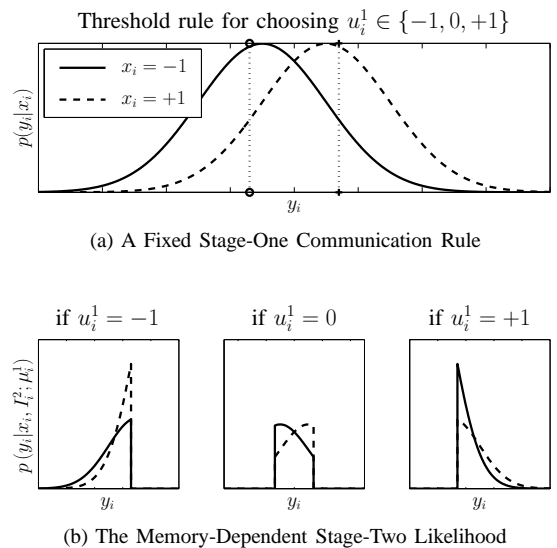 Threshold rule for choosing $u_i^1 \in \{-1, 0, +1\}$
$x_i = -1$
$x_i = +1$
$p(y_i|x_i)$
$y_i$
(a) A Fixed Stage-One Communication Rule
if $u_i^1 = -1$
if $u_i^1 = 0$
if $u_i^1 = +1$
$p(y_i|x_i, I_i^2; \mu_i^1)$
$y_i$
$y_i$
$y_i$
(b) The Memory-Dependent Stage-Two Likelihood